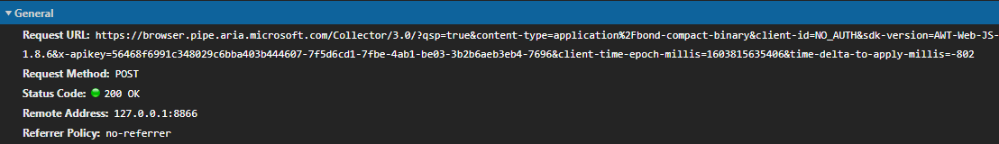 General
Request URL: https://browser.pipe.aria.microsoft.com/Collector/3.0/?qsp=true&content-type=application%2Fbond-compact-binary&client-id=NO_AUTH&sdk-version=AWT-Web-JS-
1.8.6&x-apikey=56468f6991c348029c6bba403b444607-7f5d6cd1-7fbe-4ab1-be03-3b2b6aeb3eb4-7696&client-time-epoch-millis=1603815635406&time-delta-to-apply-millis=-802
Request Method: POST
Status Code: 200 OK
Remote Address: 127.0.0.1:8866
Referrer Policy: no-referrer